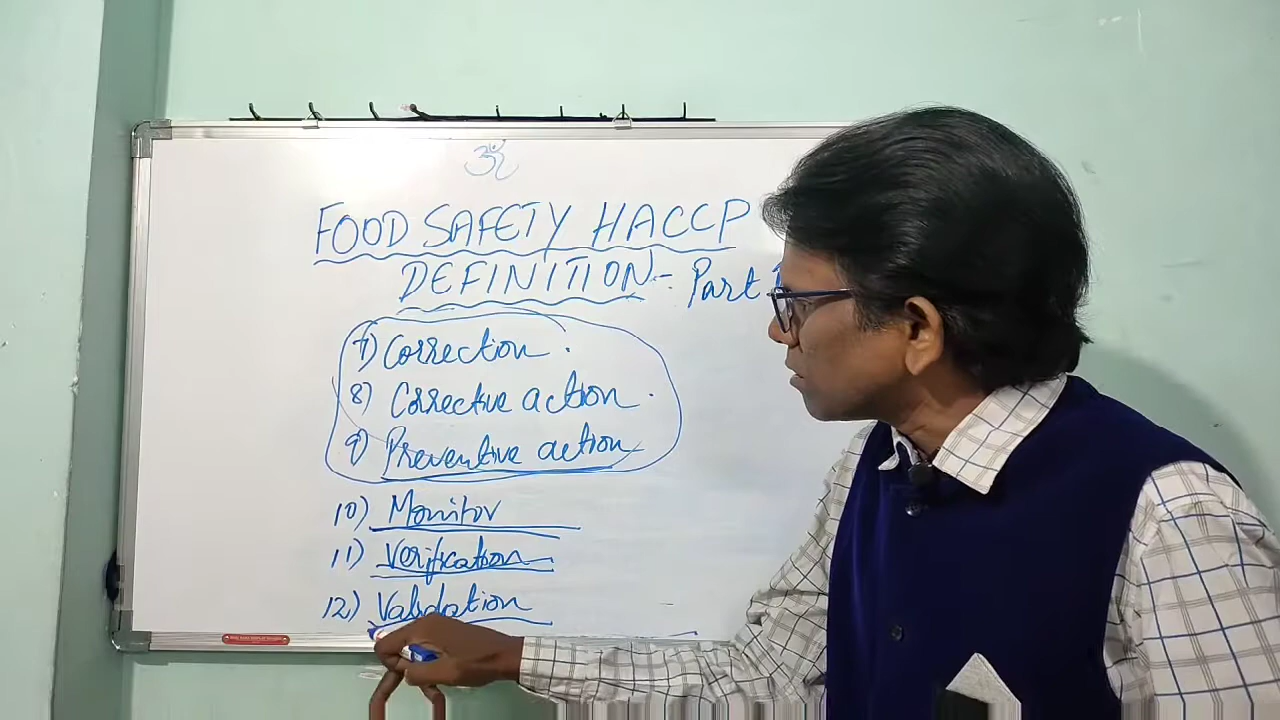 ॐ
FOOD SAFETY HACCP
DEFINITION:- Part
7) Correction.
8) Corrective action.
9) Preventive action
10) Monitor
11) Verification
12) Validation